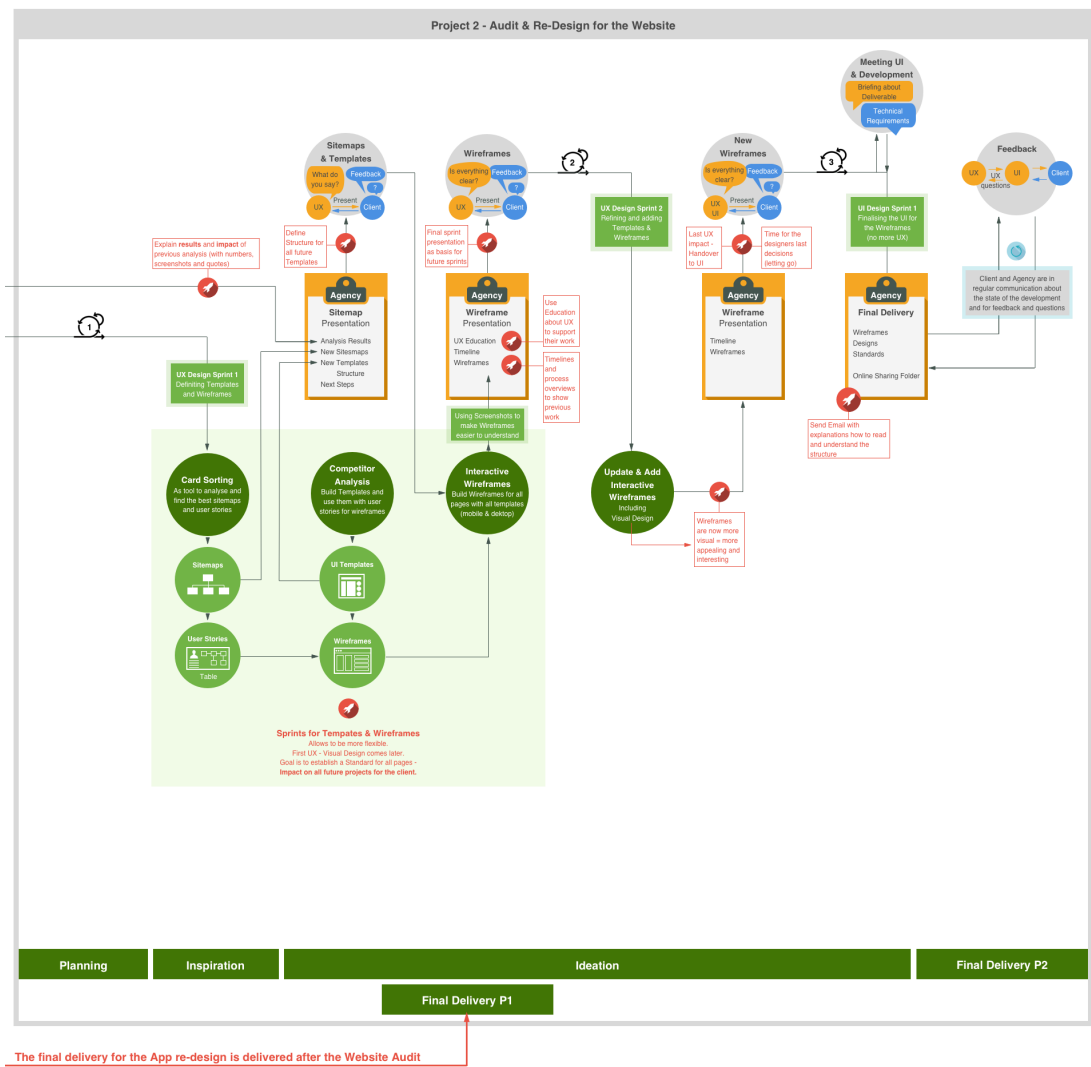 Project 2 - Audit & Re-Design for the Website
Meeting UI
& Development
Briefing about
Deliverable
Technical
Requirements
Sitemaps
& Templates
What do
you say?
Feedback
?
Present
UX
Client
Wireframes
Is everything
clear?
Feedback
?
Present
UX
Client
2
New
Wireframes
Is everything
clear?
Feedback
?
Present
UX
UI
Client
3
Feedback
UX
UX
questions
UI
Client
UX Design Sprint 2
Refining and adding
Templates &
Wireframes
UI Design Sprint 1
Finalising the UI for
the Wireframes
(no more UX)
Explain results and impact of
previous analysis (with numbers,
screenshots and quotes)
Define
Structure for
all future
Templates
Final sprint
presentation
as basis for
future sprints
Last UX
impact -
Handover
to UI
Time for the
designers last
decisions
(letting go)
Client and Agency are in
regular communication about
the state of the development
and for feedback and questions
1
Agency
Sitemap
Presentation
Analysis Results
New Sitesmaps
New Templates
Structure
Next Steps
Agency
Wireframe
Presentation
UX Education
Timeline
Wireframes
Use
Education
about UX
to support
their work
Timelines
and
process
overviews
to show
previous
work
Agency
Wireframe
Presentation
Timeline
Wireframes
Agency
Final Delivery
Wireframes
Designs
Standards
Online Sharing Folder
Send Email with
explanations how to read
and understand the
structure
UX Design Sprint 1
Definiting Templates
and Wireframes
Using Screenshots to
make Wireframes
easier to understand
Card Sorting
As tool to analyse and
find the best sitemaps
and user stories
Competitor
Analysis
Build Templates and
use them with user
stories for wireframes
Interactive
Wireframes
Build Wireframes for all
pages with all templates
(mobile & dektop)
Update & Add
Interactive
Wireframes
Including
Visual Design
Wireframes
are now more
visual = more
appealing and
interesting
Sitemaps
UI Templates
User Stories
Table
Wireframes
Sprints for Tempates & Wireframes
Allows to be more flexible.
First UX - Visual Design comes later.
Goal is to establish a Standard for all pages -
Impact on all future projects for the client.
Planning
Inspiration
Ideation
Final Delivery P2
Final Delivery P1
The final delivery for the App re-design is delivered after the Website Audit